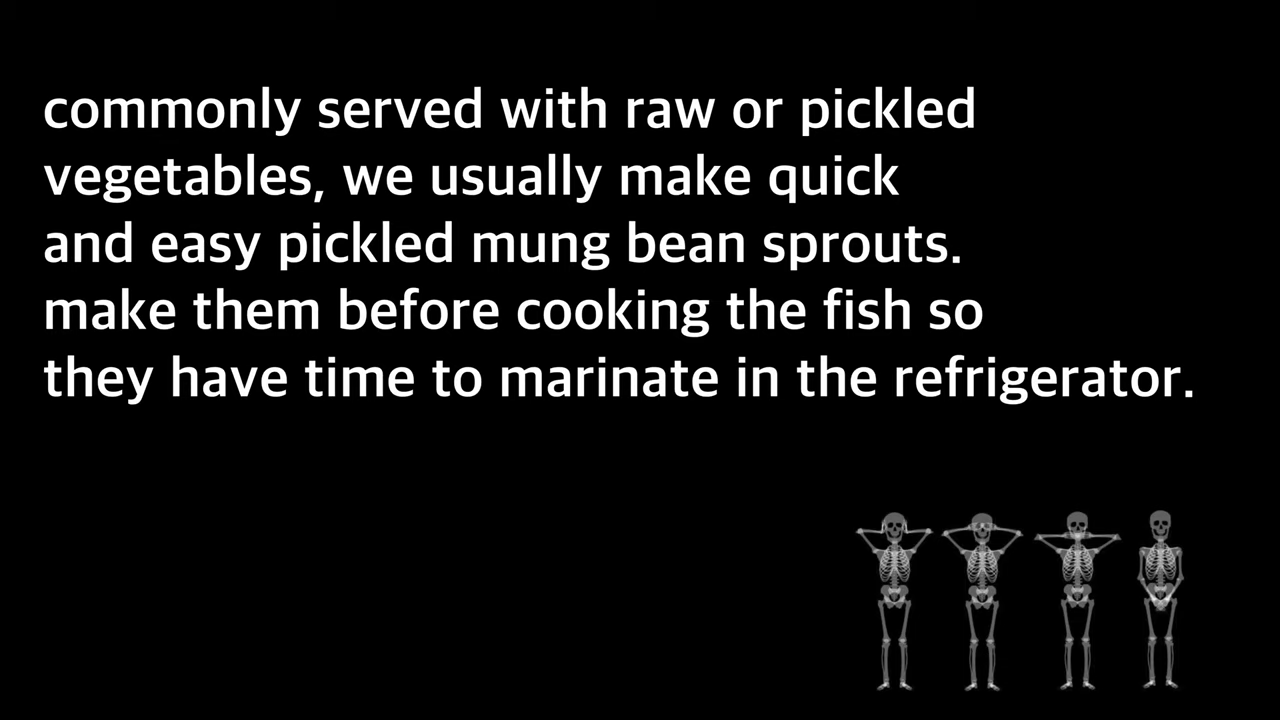 commonly served with raw or pickled
vegetables, we usually make quick
and easy pickled mung bean sprouts.
make them before cooking the fish so
they have time to marinate in the refrigerator.